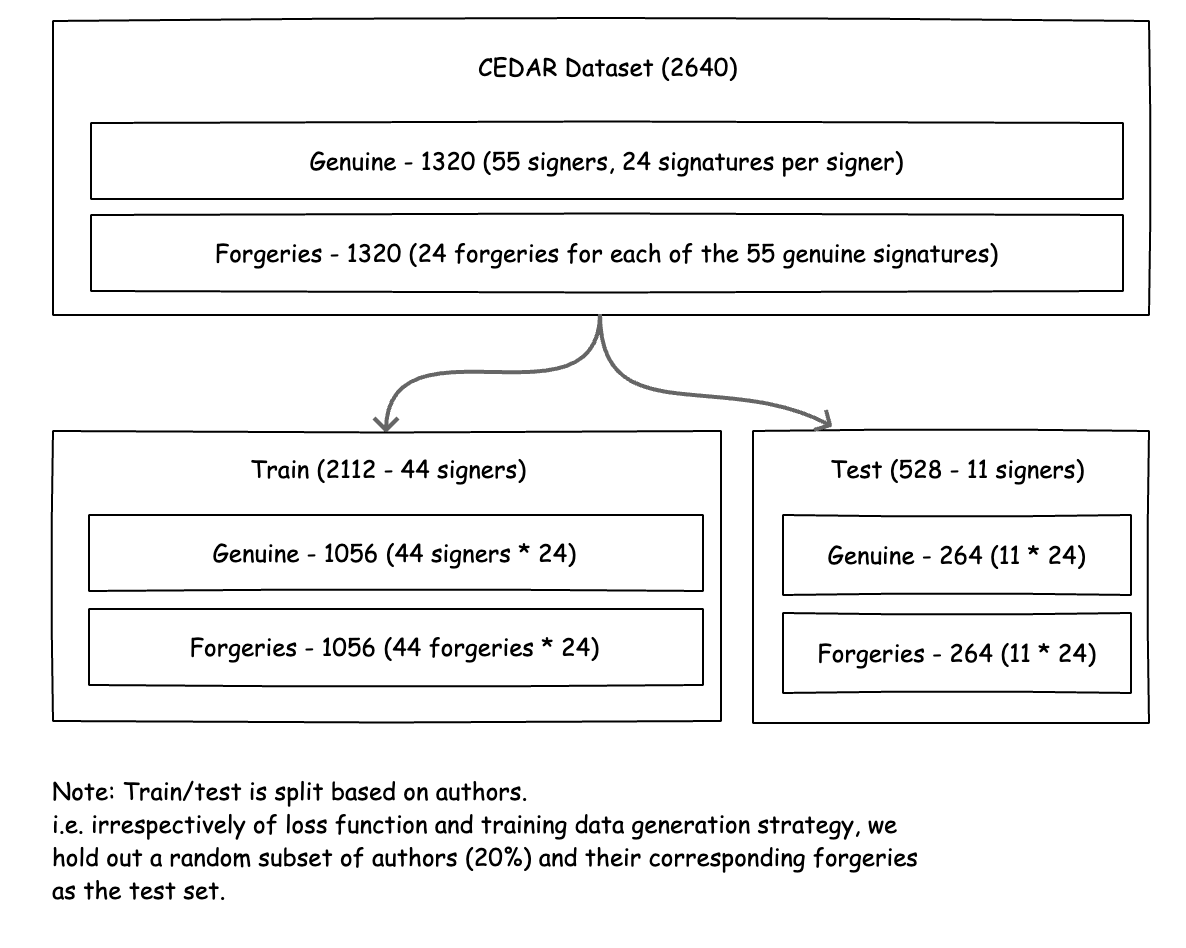 CEDAR Dataset (2640)
Genuine - 1320 (55 signers, 24 signatures per signer)
Forgeries - 1320 (24 forgeries for each of the 55 genuine signatures)
Train (2112 - 44 signers)
Genuine - 1056 (44 signers * 24)
Forgeries - 1056 (44 forgeries * 24)
Test (528 - 11 signers)
Genuine - 264 (11 * 24)
Forgeries - 264 (11 * 24)
Note: Train/test is split based on authors.
i.e. irrespectively of loss function and training data generation strategy, we
hold out a random subset of authors (20%) and their corresponding forgeries
as the test set.